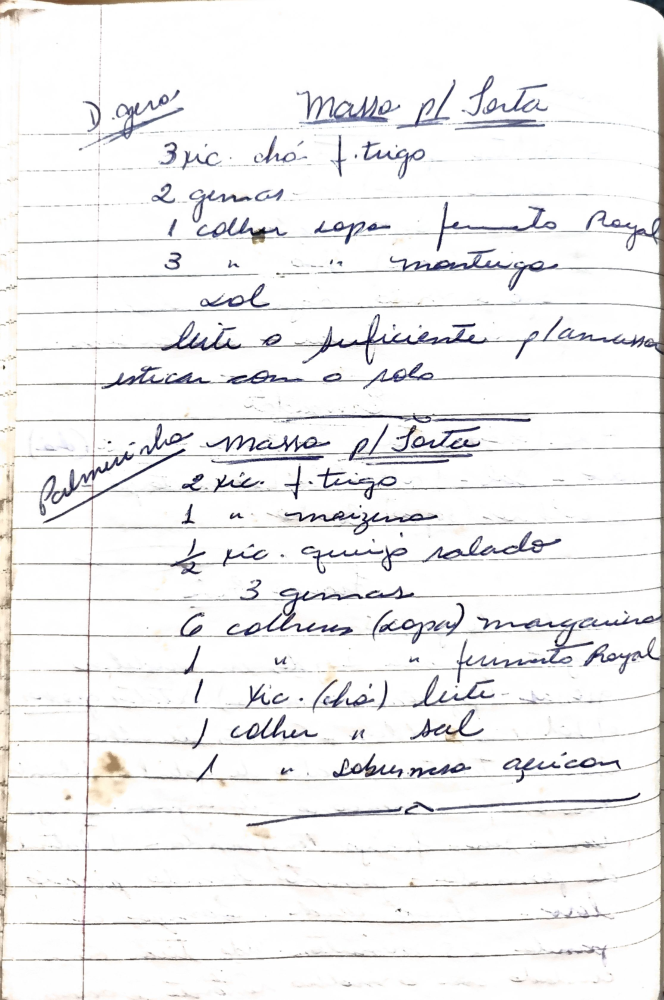 D. Gera
Massa p/ Torta
3 xic. chá f. trigo
2 gemas
1 colher sopa fermento Royal
3 " " manteiga
sal
leite o suficiente p/amassa
esticar com o rolo
Palmirinha
Massa p/ Torta
2 xic. f. trigo
1 " maizena
1/2 xic. queijo ralado
3 gemas
6 colheres (sopa) margarina
1 " " fermento Royal
1 xic. (chá) leite
1 colher " sal
1 " sobremesa açúcar